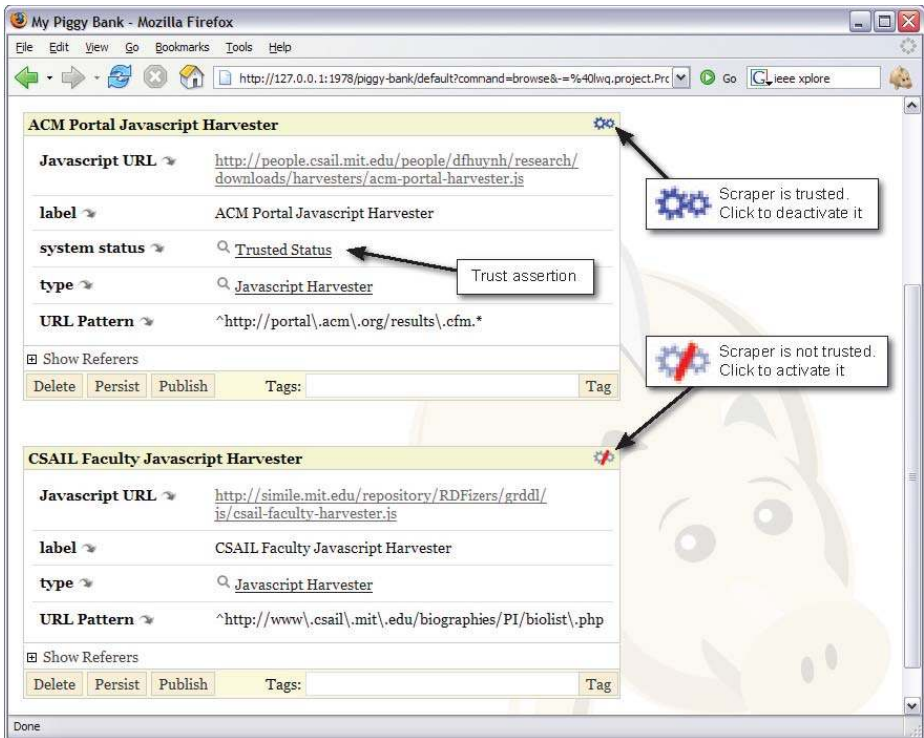 My Piggy Bank - Mozilla Firefox
File Edit View Go Bookmarks Tools Help
http://127.0.0.1:1978/piggy-bank/default?command=browse&-=%40lwq.project.Prc Go ieee xplore
ACM Portal Javascript Harvester
Javascript URL http://people.csail.mit.edu/people/dfhuynh/research/
downloads/harvesters/acm-portal-harvester.js
Scraper is trusted.
Click to deactivate it
label ACM Portal Javascript Harvester
system status Trusted Status
Trust assertion
type Javascript Harvester
URL Pattern ^http://portal\.acm\.org/results\.cfm.*
Show Referers
Scraper is not trusted.
Click to activate it
Delete Persist Publish Tags: Tag
CSAIL Faculty Javascript Harvester
Javascript URL http://simile.mit.edu/repository/RDFizers/grddl/
js/csail-faculty-harvester.js
label CSAIL Faculty Javascript Harvester
type Javascript Harvester
URL Pattern ^http://www\.csail\.mit\.edu/biographies/PI/biolist\.php
Show Referers
Delete Persist Publish Tags: Tag
Done